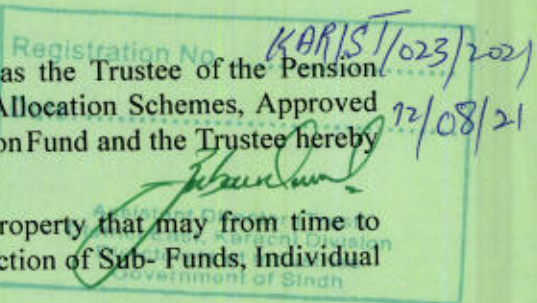 Registration No. KAR/ST/023/2021
as the Trustee of the Pension
Allocation Schemes, Approved 12/08/21
on Fund and the Trustee hereby
roperty that may from time to
Karachi Division
ction of Sub- Funds, Individual
Government of Sindh